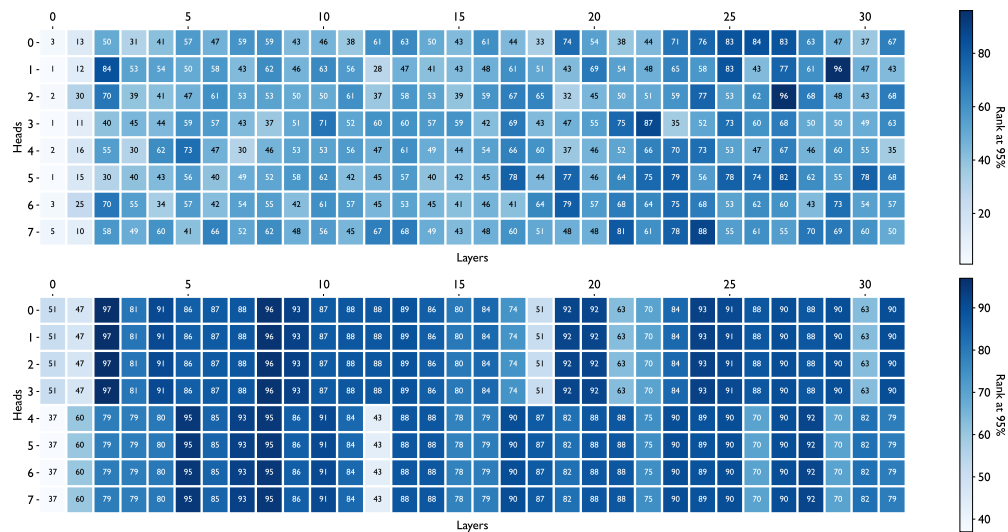 0 5 10 15 20 25 30
0 - 3 13 50 31 41 57 47 59 59 43 46 38 61 63 50 43 61 44 33 74 54 38 44 71 76 83 84 83 63 47 37 67
1 - 1 12 84 53 54 50 58 43 62 46 63 56 28 47 41 43 48 61 51 43 69 54 48 65 58 83 43 77 61 96 47 43
2 - 2 30 70 39 41 47 61 53 53 50 50 61 37 58 53 39 59 67 65 32 45 50 51 59 77 53 62 96 68 48 43 68
3 - 1 11 40 45 44 59 57 43 37 51 71 52 60 60 57 59 42 69 43 47 55 75 87 35 52 73 60 68 50 50 49 63
4 - 2 16 55 30 62 73 47 30 46 53 53 56 47 61 49 44 54 66 60 37 46 52 66 70 73 53 47 67 46 60 55 35
5 - 1 15 30 40 43 56 40 49 52 58 62 42 45 57 40 42 45 78 44 77 46 64 75 79 56 78 74 82 62 55 78 68
6 - 3 25 70 55 34 57 42 54 55 42 61 57 45 53 45 41 46 41 64 79 57 68 64 75 68 53 62 60 43 73 54 57
7 - 5 10 58 49 60 41 66 52 62 48 56 45 67 68 49 43 48 60 51 48 48 81 61 78 88 55 61 55 70 69 60 50
Heads
Layers
80
60
40
20
Rank at 95%
0 5 10 15 20 25 30
0 - 51 47 97 81 91 86 87 88 96 93 87 88 88 89 86 80 84 74 51 92 92 63 70 84 93 91 88 90 88 90 63 90
1 - 51 47 97 81 91 86 87 88 96 93 87 88 88 89 86 80 84 74 51 92 92 63 70 84 93 91 88 90 88 90 63 90
2 - 51 47 97 81 91 86 87 88 96 93 87 88 88 89 86 80 84 74 51 92 92 63 70 84 93 91 88 90 88 90 63 90
3 - 51 47 97 81 91 86 87 88 96 93 87 88 88 89 86 80 84 74 51 92 92 63 70 84 93 91 88 90 88 90 63 90
4 - 37 60 79 79 80 95 85 93 95 86 91 84 43 88 88 78 79 90 87 82 88 88 75 90 89 90 70 90 92 70 82 79
5 - 37 60 79 79 80 95 85 93 95 86 91 84 43 88 88 78 79 90 87 82 88 88 75 90 89 90 70 90 92 70 82 79
6 - 37 60 79 79 80 95 85 93 95 86 91 84 43 88 88 78 79 90 87 82 88 88 75 90 89 90 70 90 92 70 82 79
7 - 37 60 79 79 80 95 85 93 95 86 91 84 43 88 88 78 79 90 87 82 88 88 75 90 89 90 70 90 92 70 82 79
Heads
Layers
90
80
70
60
50
40
Rank at 95%